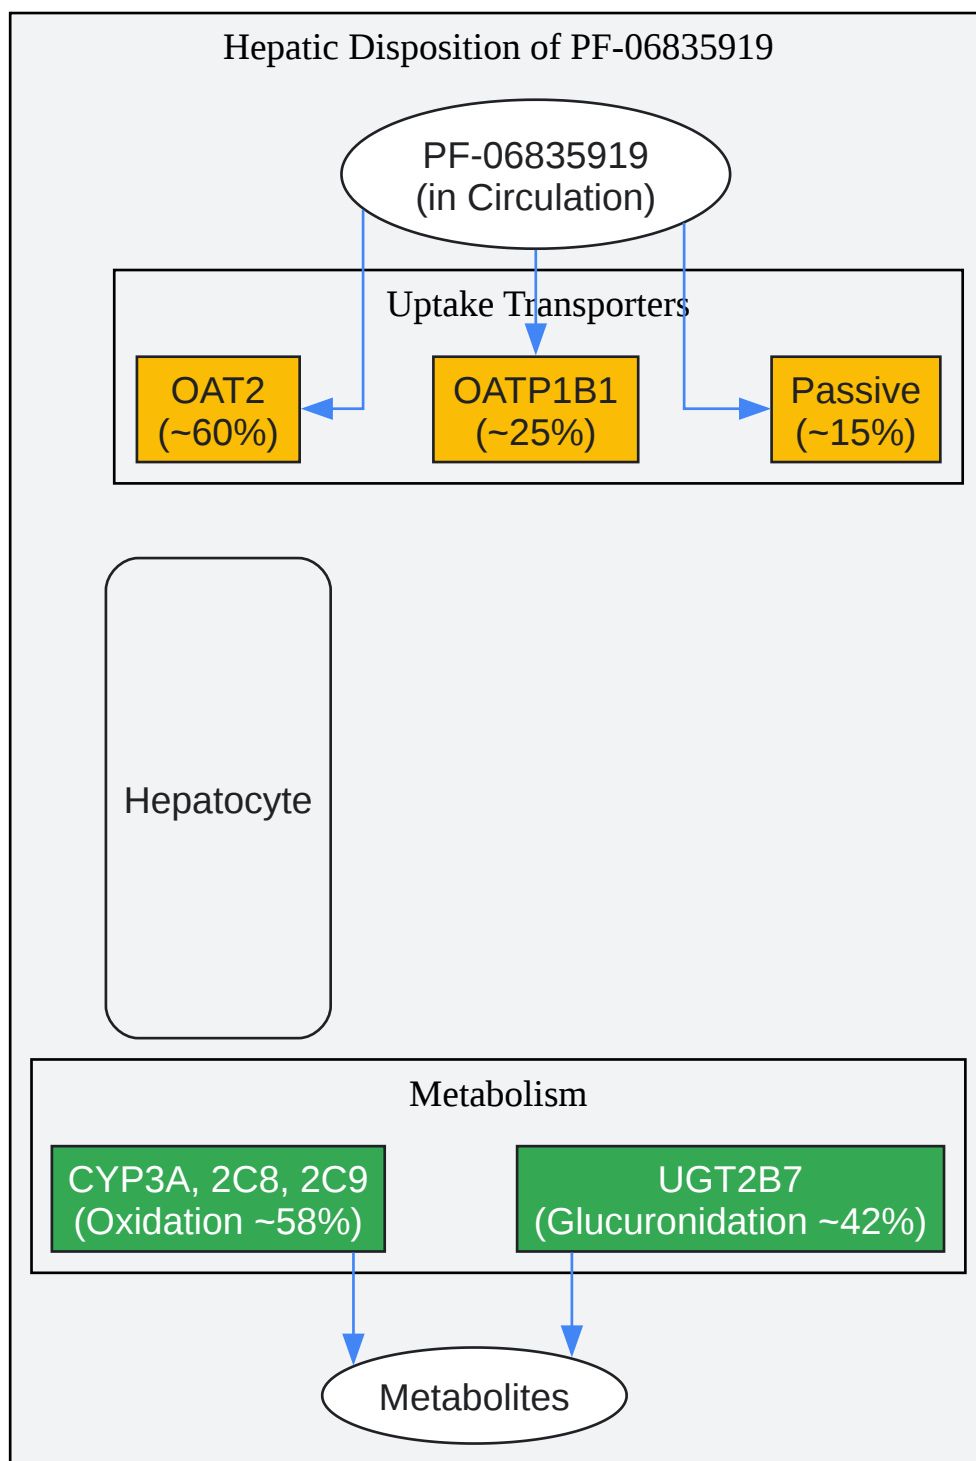 Hepatic Disposition of PF-06835919
PF-06835919
(in Circulation)
Uptake Transporters
OAT2
(~60%)
OATP1B1
(~25%)
Passive
(~15%)
Hepatocyte
Metabolism
CYP3A, 2C8, 2C9
(Oxidation ~58%)
UGT2B7
(Glucuronidation ~42%)
Metabolites